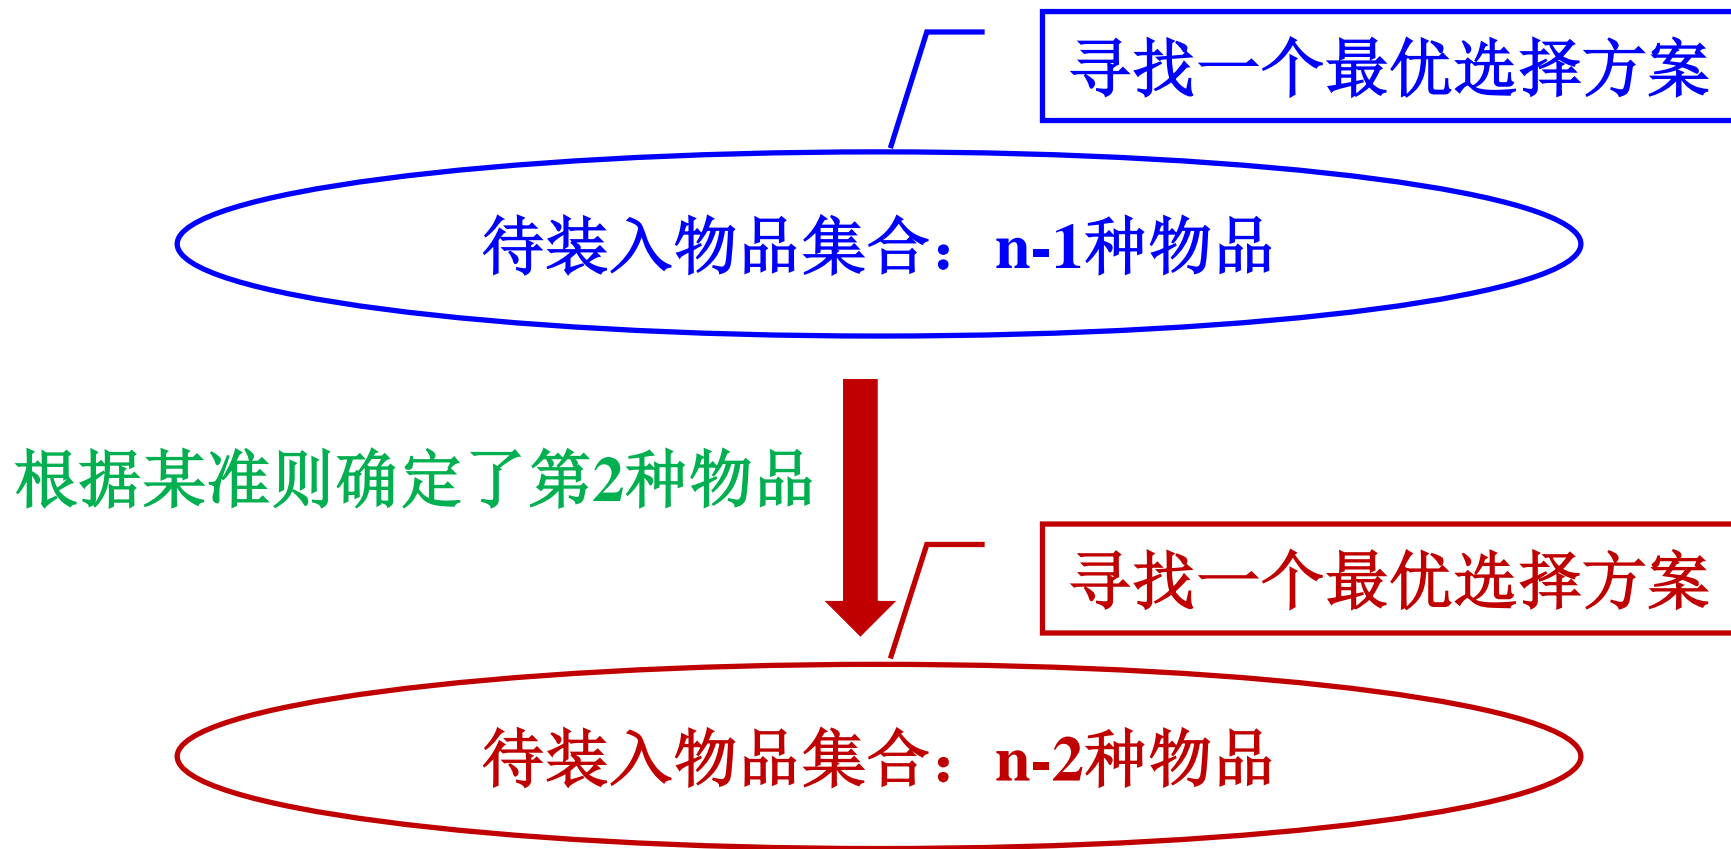 寻找一个最优选择方案
待装入物品集合：n-1种物品
根据某准则确定了第2种物品
寻找一个最优选择方案
待装入物品集合：n-2种物品